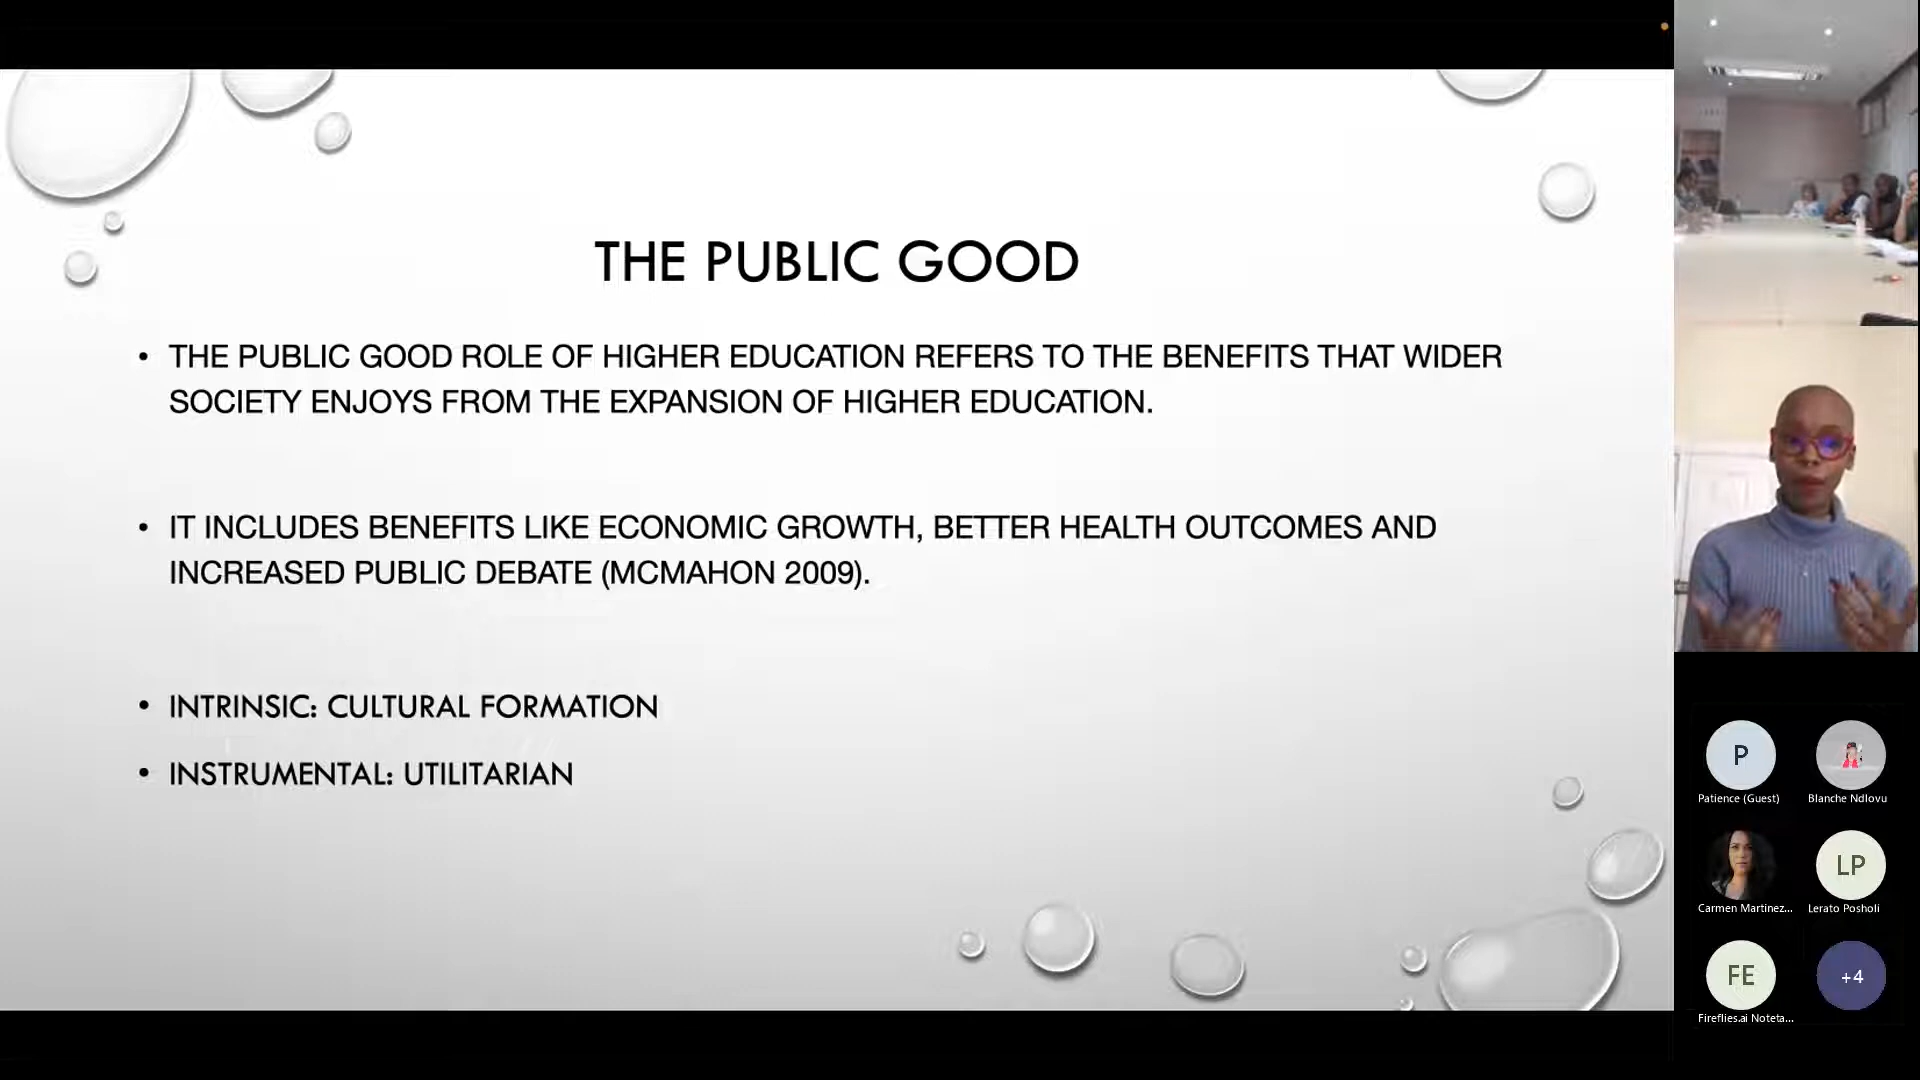 THE PUBLIC GOOD
• THE PUBLIC GOOD ROLE OF HIGHER EDUCATION REFERS TO THE BENEFITS THAT WIDER
SOCIETY ENJOYS FROM THE EXPANSION OF HIGHER EDUCATION.
• IT INCLUDES BENEFITS LIKE ECONOMIC GROWTH, BETTER HEALTH OUTCOMES AND
INCREASED PUBLIC DEBATE (MCMAHON 2009).
• INTRINSIC: CULTURAL FORMATION
• INSTRUMENTAL: UTILITARIAN
P
Patience (Guest)
Blanche Ndlovu
Carmen Martinez...
LP
Lerato Posholi
FE
Fireflies.ai Noteta...
+4